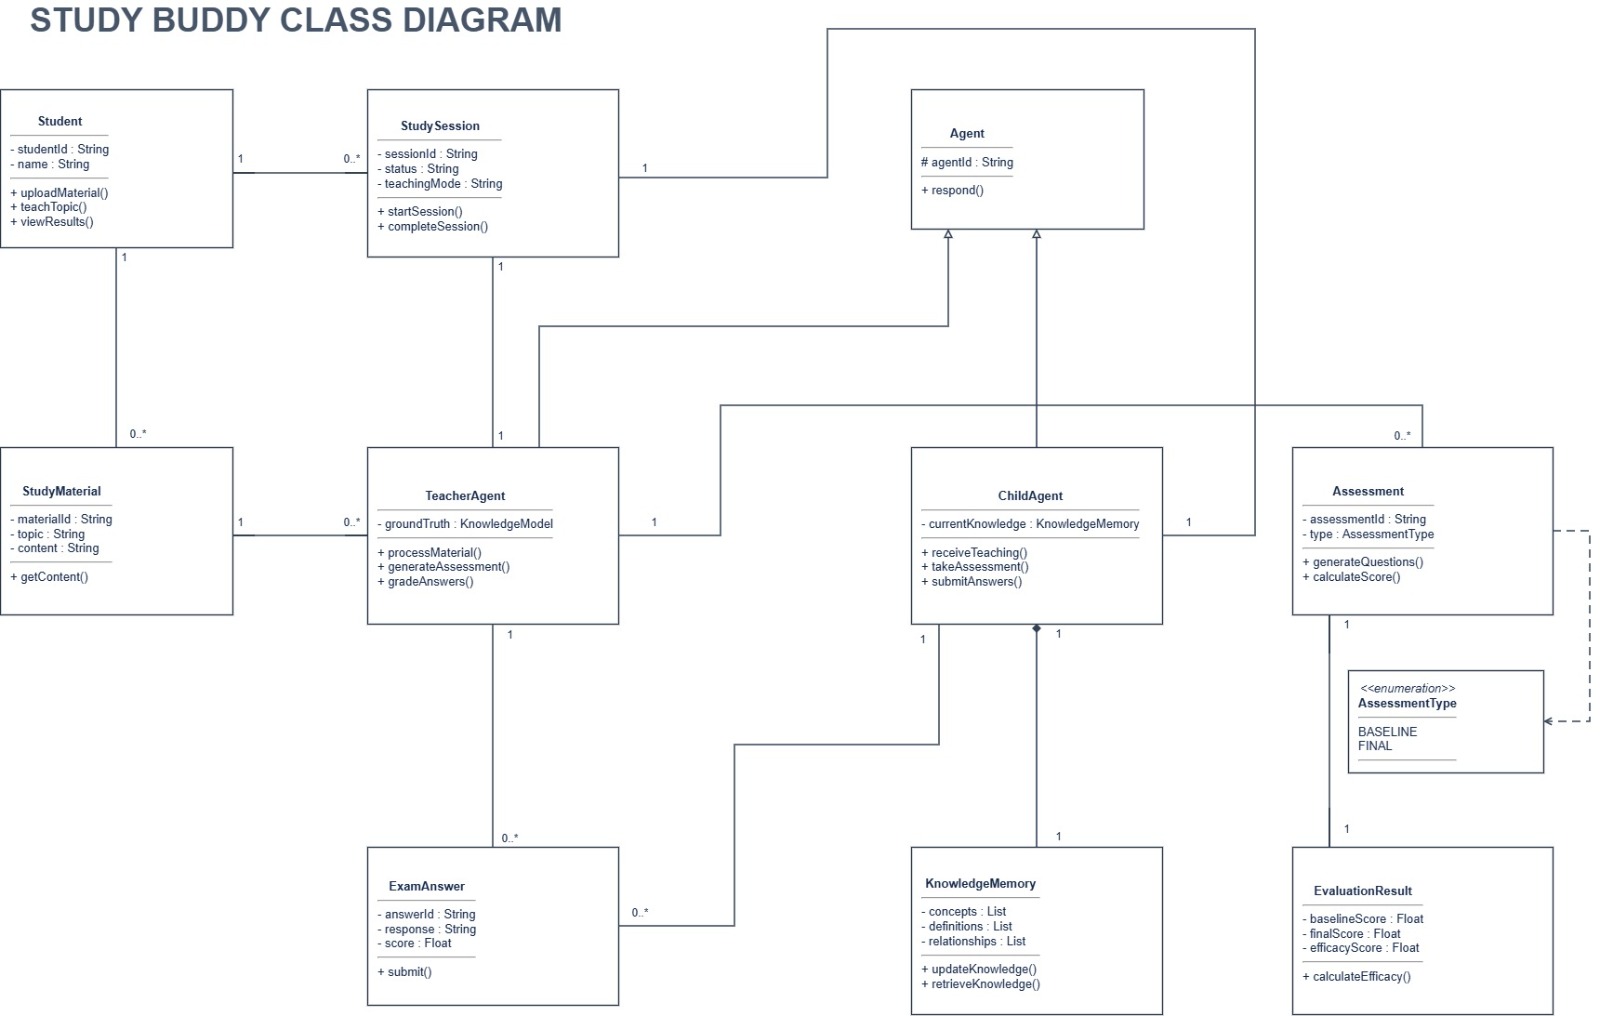 STUDY BUDDY CLASS DIAGRAM
Student
- studentId : String
- name : String
+ uploadMaterial()
+ teachTopic()
+ viewResults()
1
0..*
1
0..*
StudySession
- sessionId : String
- status : String
- teachingMode : String
+ startSession()
+ completeSession()
1
1
1
Agent
# agentId : String
+ respond()
StudyMaterial
- materialId : String
- topic : String
- content : String
+ getContent()
1
0..*
TeacherAgent
- groundTruth : KnowledgeModel
+ processMaterial()
+ generateAssessment()
+ gradeAnswers()
1
1
0..*
ChildAgent
- currentKnowledge : KnowledgeMemory
+ receiveTeaching()
+ takeAssessment()
+ submitAnswers()
1
1
1
0..*
Assessment
- assessmentId : String
- type : AssessmentType
+ generateQuestions()
+ calculateScore()
1
<<enumeration>>
AssessmentType
BASELINE
FINAL
1
ExamAnswer
- answerId : String
- response : String
- score : Float
+ submit()
0..*
1
KnowledgeMemory
- concepts : List
- definitions : List
- relationships : List
+ updateKnowledge()
+ retrieveKnowledge()
EvaluationResult
- baselineScore : Float
- finalScore : Float
- efficacyScore : Float
+ calculateEfficacy()